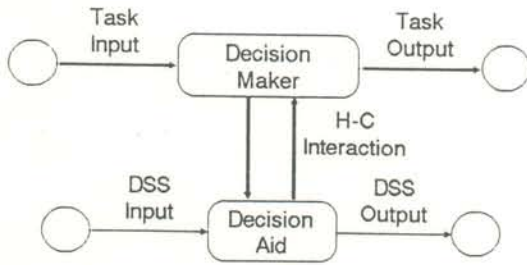 Task
Input
Decision
Maker
Task
Output
H-C
Interaction
DSS
Input
Decision
Aid
DSS
Output